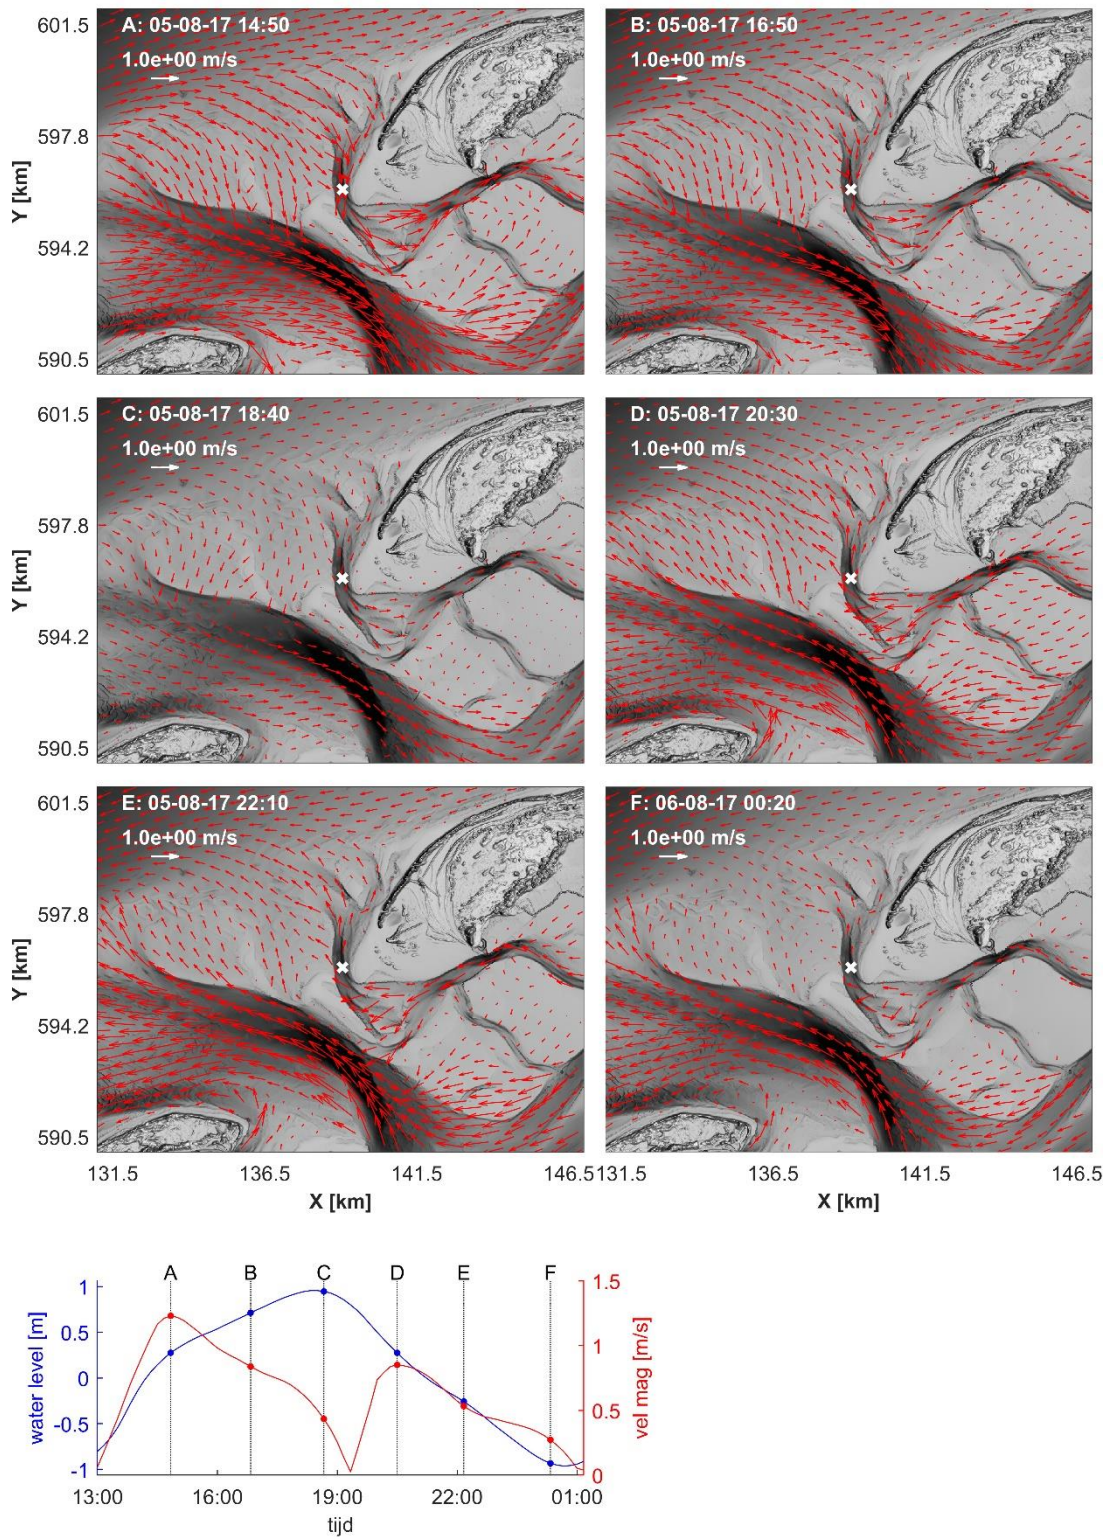 A: 05-08-17 14:50
1.0e+00 m/s
B: 05-08-17 16:50
1.0e+00 m/s
601.5
597.8
594.2
590.5
Y [km]
C: 05-08-17 18:40
1.0e+00 m/s
D: 05-08-17 20:30
1.0e+00 m/s
601.5
597.8
594.2
590.5
Y [km]
E: 05-08-17 22:10
1.0e+00 m/s
F: 06-08-17 00:20
1.0e+00 m/s
601.5
597.8
594.2
590.5
Y [km]
131.5 136.5 141.5 146.5
X [km]
131.5 136.5 141.5 146.5
X [km]
A B C D E F
1
0.5
0
-0.5
-1
water level [m]
1.5
1
0.5
0
vel mag [m/s]
13:00 16:00 19:00 22:00 01:00
tijd